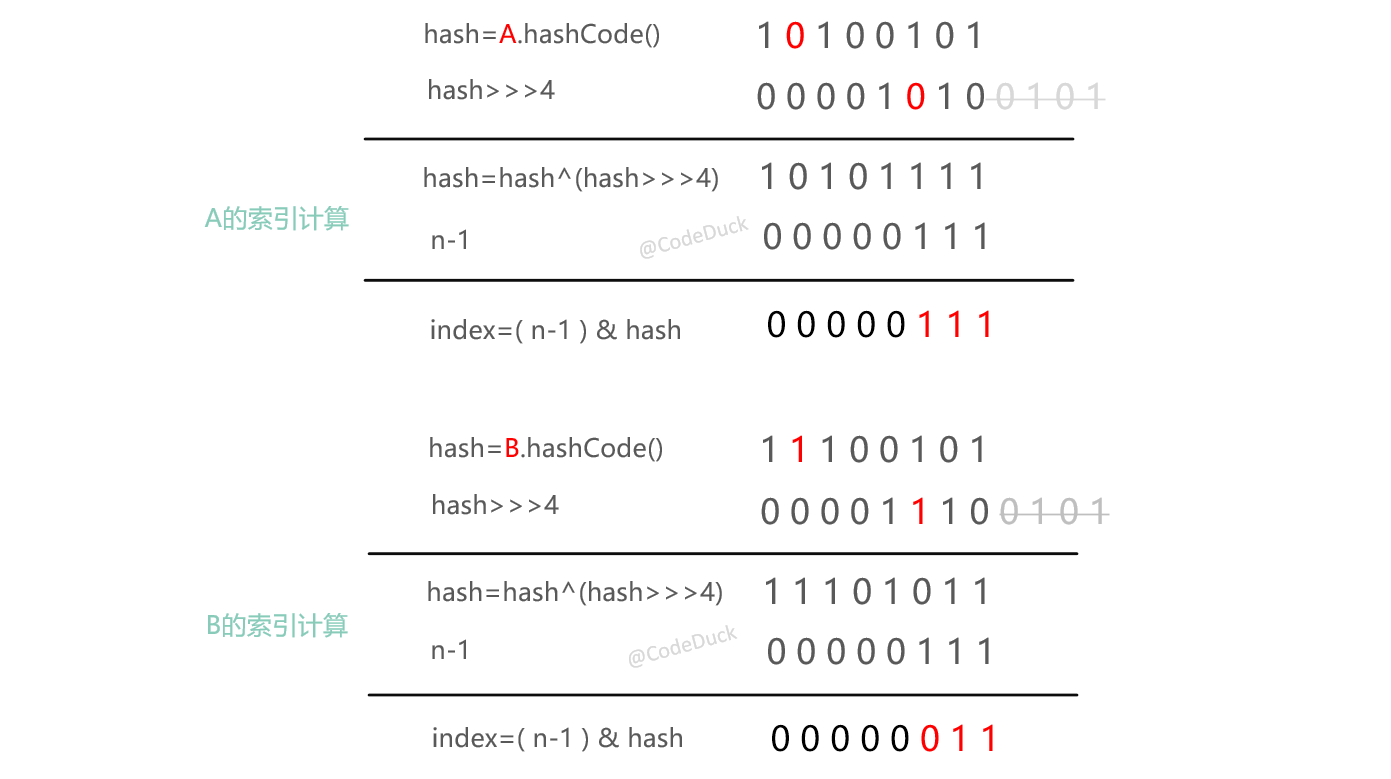 hash=A.hashCode() 1 0 1 0 0 1 0 1
hash>>>4 0 0 0 0 1 0 1 0 0 1 0 1
hash=hash^(hash>>>4) 1 0 1 0 1 1 1 1
A的索引计算
n-1 0 0 0 0 0 1 1 1
@CodeDuck
index=( n-1 ) & hash 0 0 0 0 0 1 1 1
hash=B.hashCode() 1 1 1 0 0 1 0 1
hash>>>4 0 0 0 0 1 1 1 0 0 1 0 1
hash=hash^(hash>>>4) 1 1 1 0 1 0 1 1
B的索引计算
n-1 0 0 0 0 0 1 1 1
@CodeDuck
index=( n-1 ) & hash 0 0 0 0 0 0 1 1